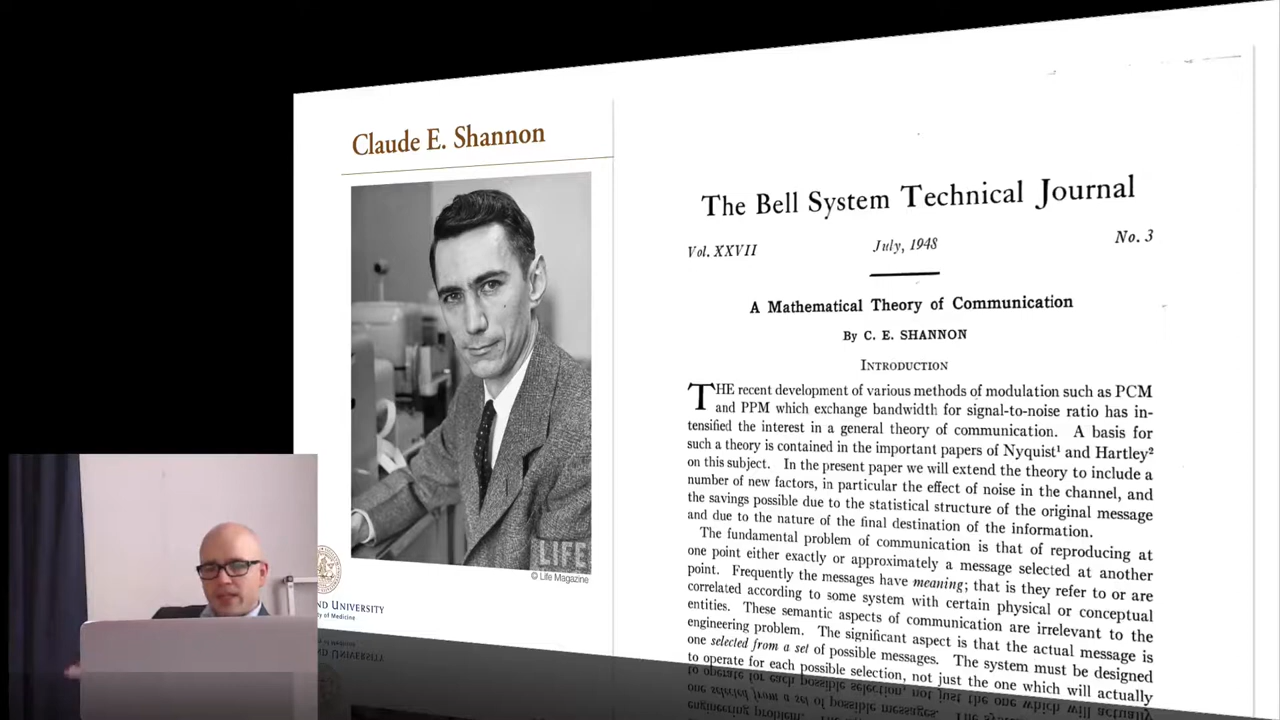 Claude E. Shannon
LIFE
© Life Magazine
UNIVERSITY
of Medicine
The Bell System Technical Journal
Vol. XXVII July, 1948 No. 3
A Mathematical Theory of Communication
By C. E. SHANNON
INTRODUCTION
THE recent development of various methods of modulation such as PCM
and PPM which exchange bandwidth for signal-to-noise ratio has in-
tensified the interest in a general theory of communication. A basis for
such a theory is contained in the important papers of Nyquist¹ and Hartley²
on this subject. In the present paper we will extend the theory to include a
number of new factors, in particular the effect of noise in the channel, and
the savings possible due to the statistical structure of the original message
and due to the nature of the final destination of the information.
The fundamental problem of communication is that of reproducing at
one point either exactly or approximately a message selected at another
point. Frequently the messages have meaning; that is they refer to or are
correlated according to some system with certain physical or conceptual
entities. These semantic aspects of communication are irrelevant to the
engineering problem. The significant aspect is that the actual message is
one selected from a set of possible messages. The system must be designed
to operate for each possible selection, not just the one which will actually